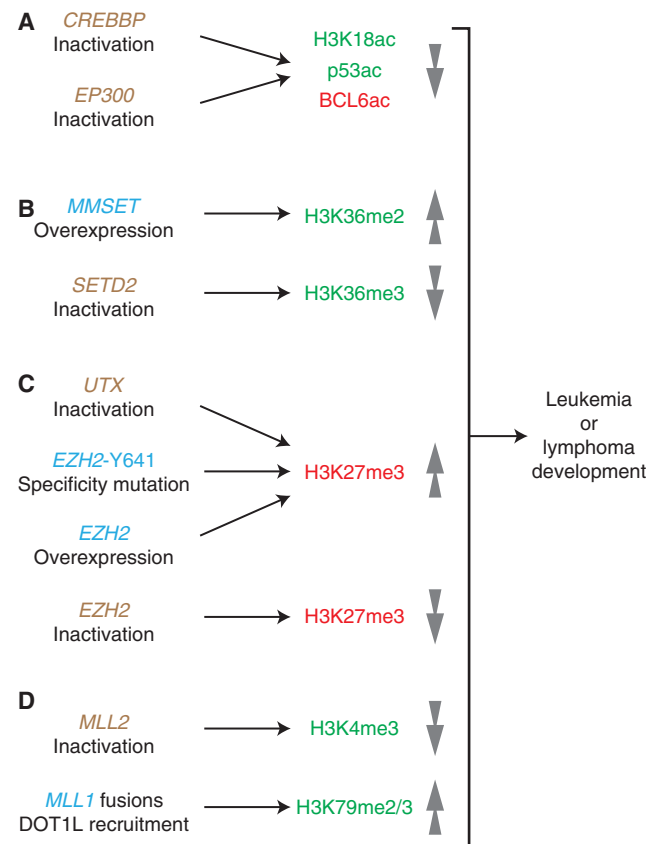 A
CREBBP
Inactivation
EP300
Inactivation
H3K18ac
p53ac
BCL6ac
B
MMSET
Overexpression
H3K36me2
SETD2
Inactivation
H3K36me3
C
UTX
Inactivation
EZH2-Y641
Specificity mutation
EZH2
Overexpression
H3K27me3
EZH2
Inactivation
H3K27me3
D
MLL2
Inactivation
H3K4me3
MLL1 fusions
DOT1L recruitment
H3K79me2/3
Leukemia
or
lymphoma
development